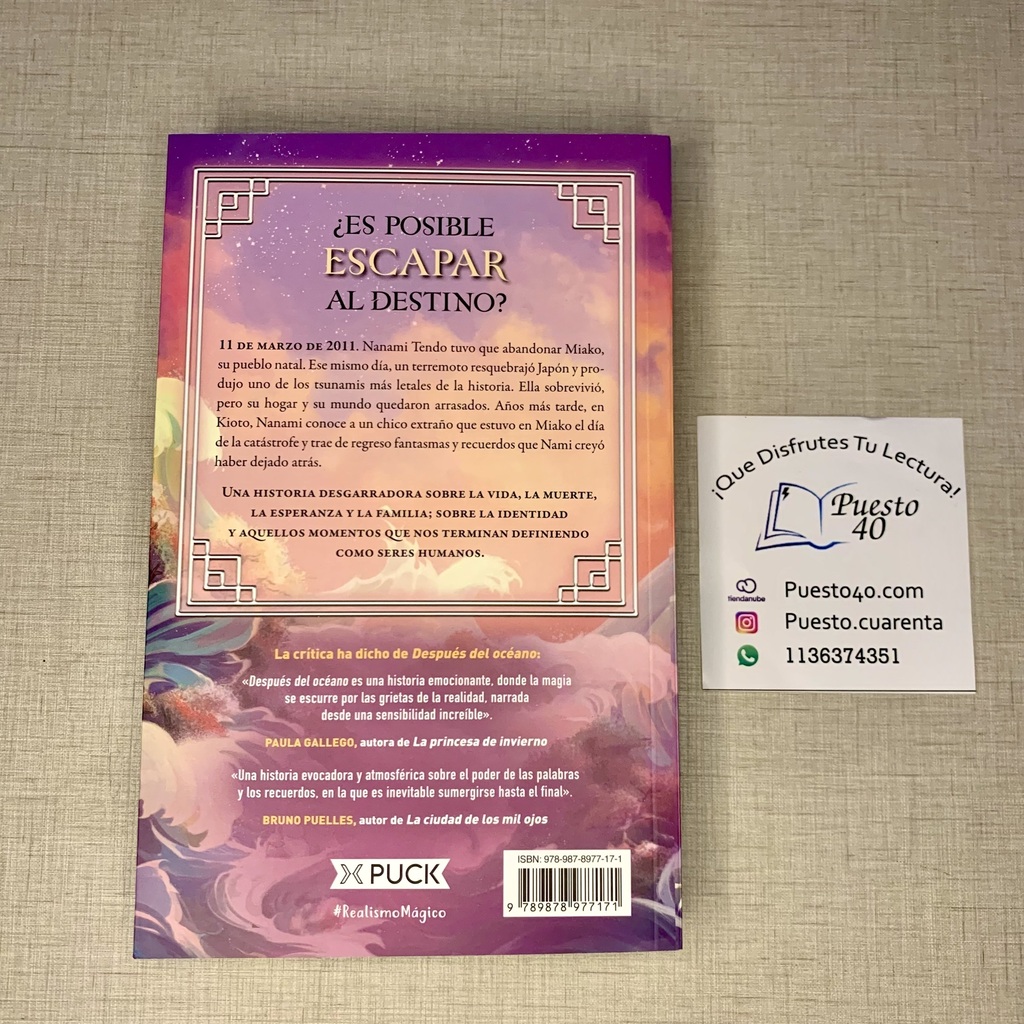 ¿ES POSIBLE
ESCAPAR
AL DESTINO?
11 DE MARZO DE 2011. Nanami Tendo tuvo que abandonar Miako,
su pueblo natal. Ese mismo día, un terremoto resquebrajó Japón y pro-
dujo uno de los tsunamis más letales de la historia. Ella sobrevivió,
pero su hogar y su mundo quedaron arrasados. Años más tarde, en
Kioto, Nanami conoce a un chico extraño que estuvo en Miako el día
de la catástrofe y trae de regreso fantasmas y recuerdos que Nami creyó
haber dejado atrás.
UNA HISTORIA DESGARRADORA SOBRE LA VIDA, LA MUERTE,
LA ESPERANZA Y LA FAMILIA; SOBRE LA IDENTIDAD
Y AQUELLOS MOMENTOS QUE NOS TERMINAN DEFINIENDO
COMO SERES HUMANOS.
La crítica ha dicho de Después del océano:
«Después del océano es una historia emocionante, donde la magia
se escurre por las grietas de la realidad, narrada
desde una sensibilidad increíble».
PAULA GALLEGO, autora de La princesa de invierno
«Una historia evocadora y atmosférica sobre el poder de las palabras
y los recuerdos, en la que es inevitable sumergirse hasta el final».
BRUNO PUELLES, autor de La ciudad de los mil ojos
PUCK
#RealismoMágico
ISBN: 978-987-8977-17-1
9 789878 977171
¡Que Disfrutes Tu Lectura!
Puesto
40
tiendanube
Puesto40.com
Puesto.cuarenta
1136374351